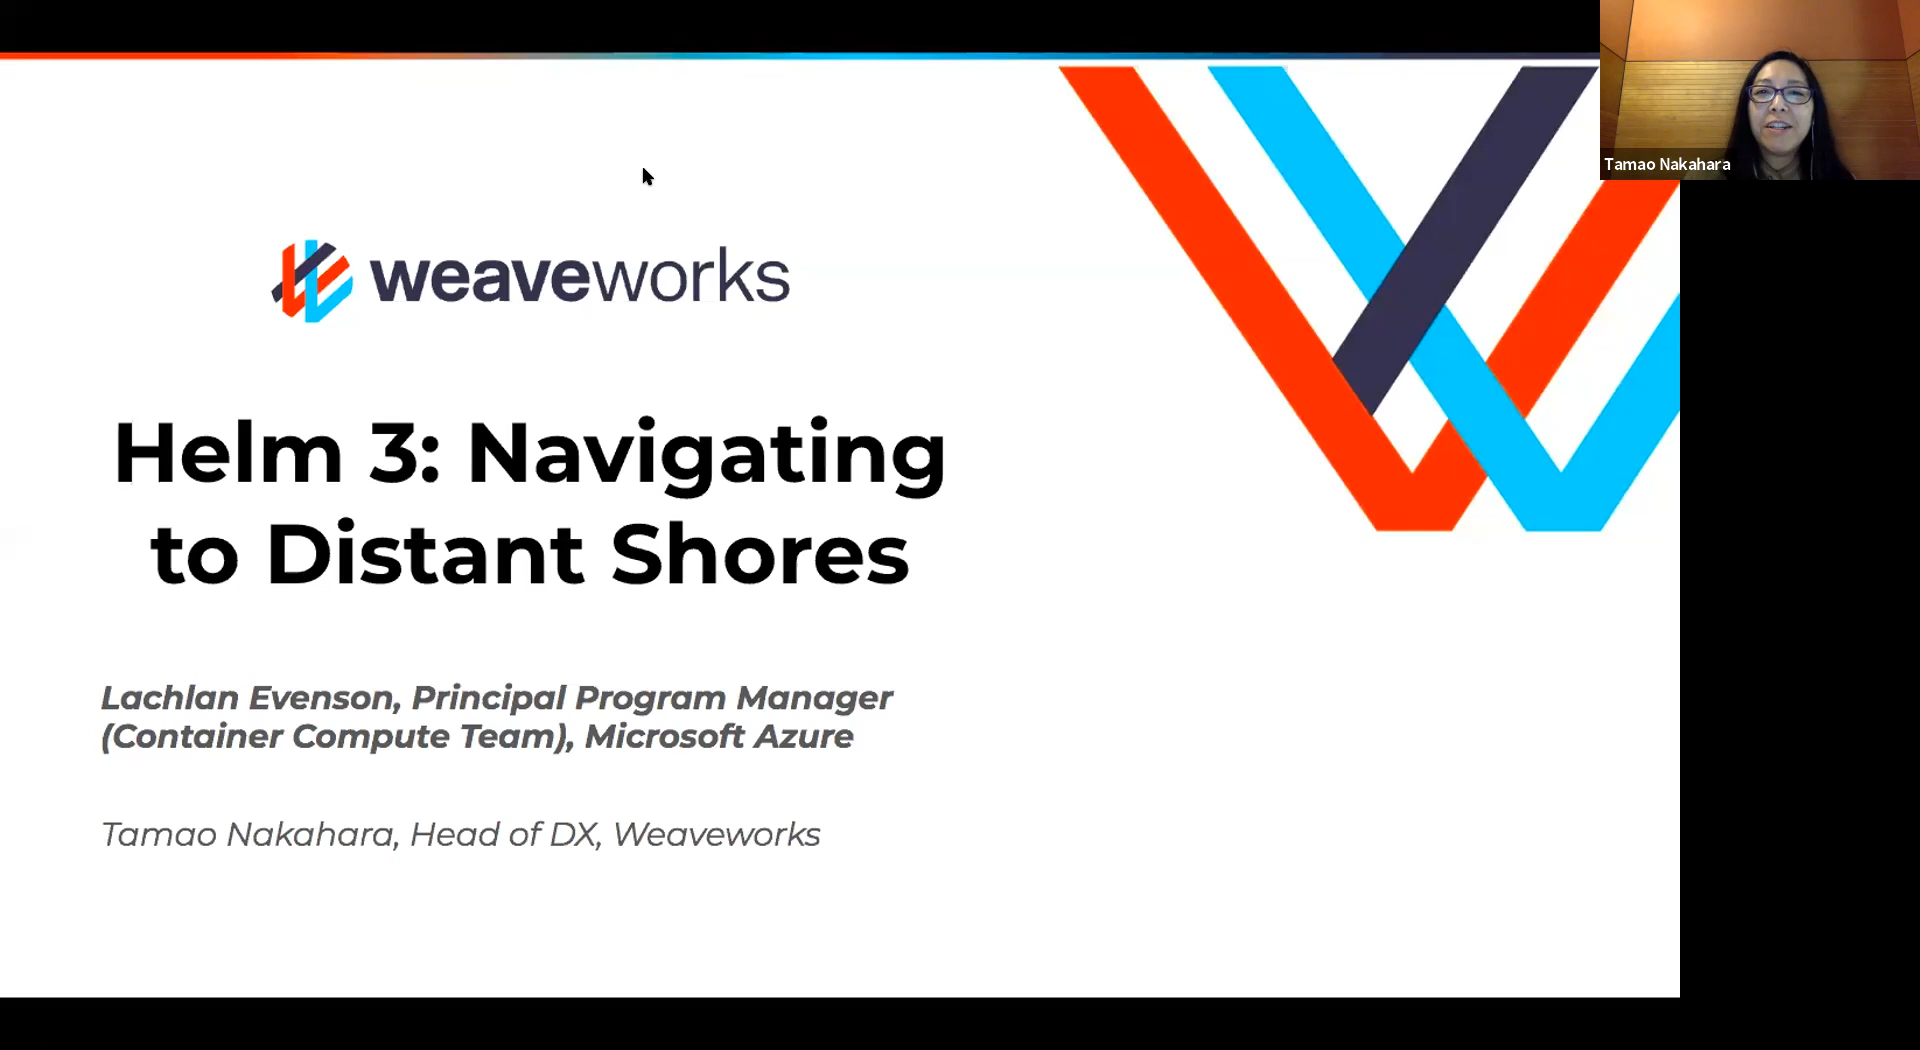 Tamao Nakahara
weaveworks
Helm 3: Navigating
to Distant Shores
Lachlan Evenson, Principal Program Manager
(Container Compute Team), Microsoft Azure
Tamao Nakahara, Head of DX, Weaveworks